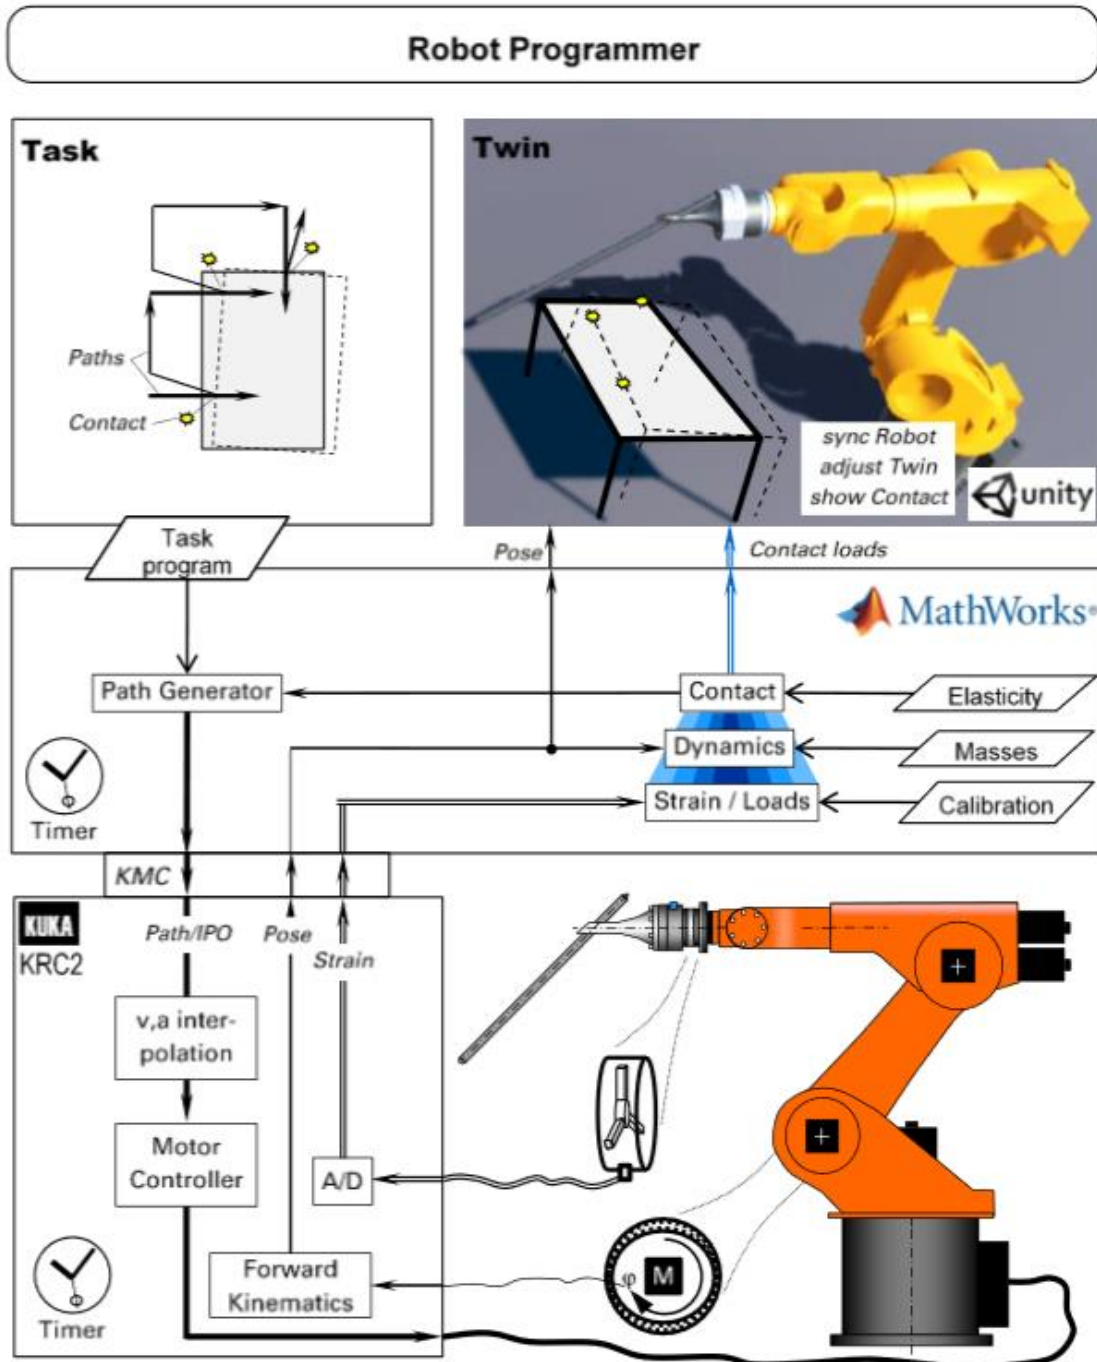 Robot Programmer
Task
Paths
Contact
Twin
sync Robot
adjust Twin
show Contact
unity
Task
program
Pose
Contact loads
MathWorks®
Path Generator
Contact
Elasticity
Dynamics
Masses
Strain / Loads
Calibration
Timer
KMC
KUKA
KRC2
Path/IPO
Pose
Strain
v,a inter-
polation
Motor
Controller
A/D
Forward
Kinematics
Timer
φ
M